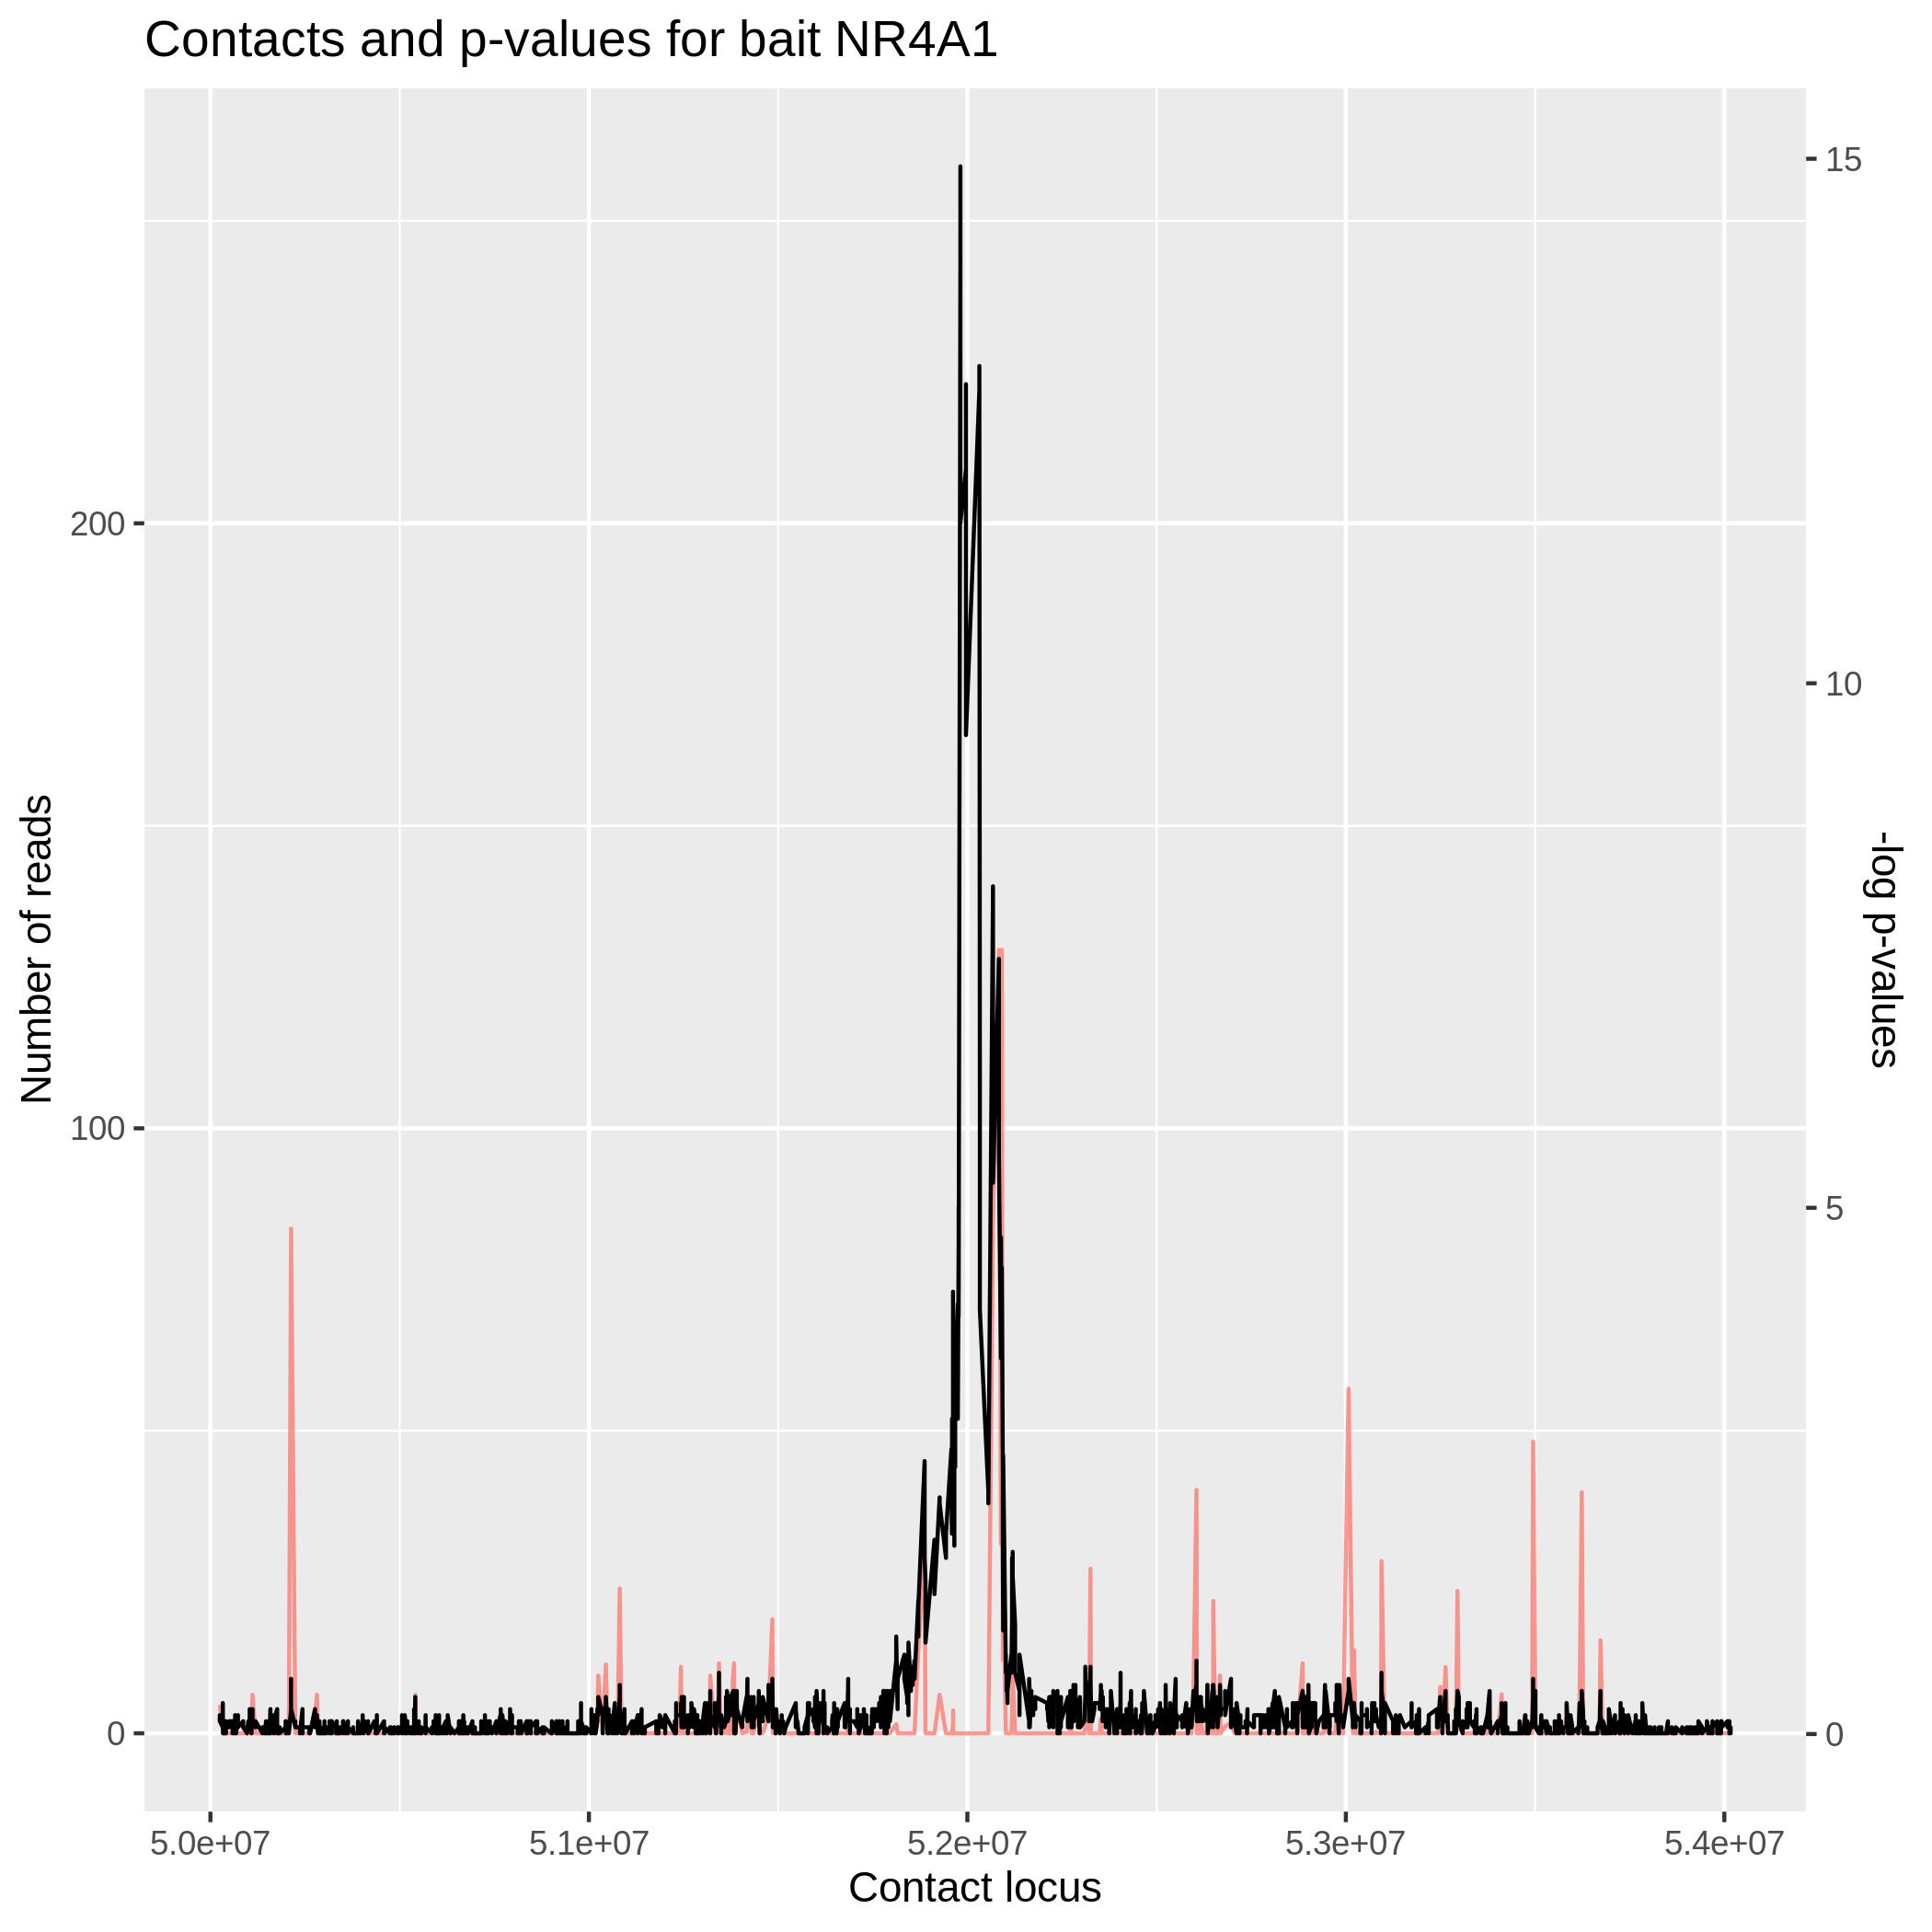 Contacts and p-values for bait NR4A1
15
200
10
Number of reads
-log p-values
100
5
0
0
5.0e+07
5.1e+07
5.2e+07
5.3e+07
5.4e+07
Contact locus